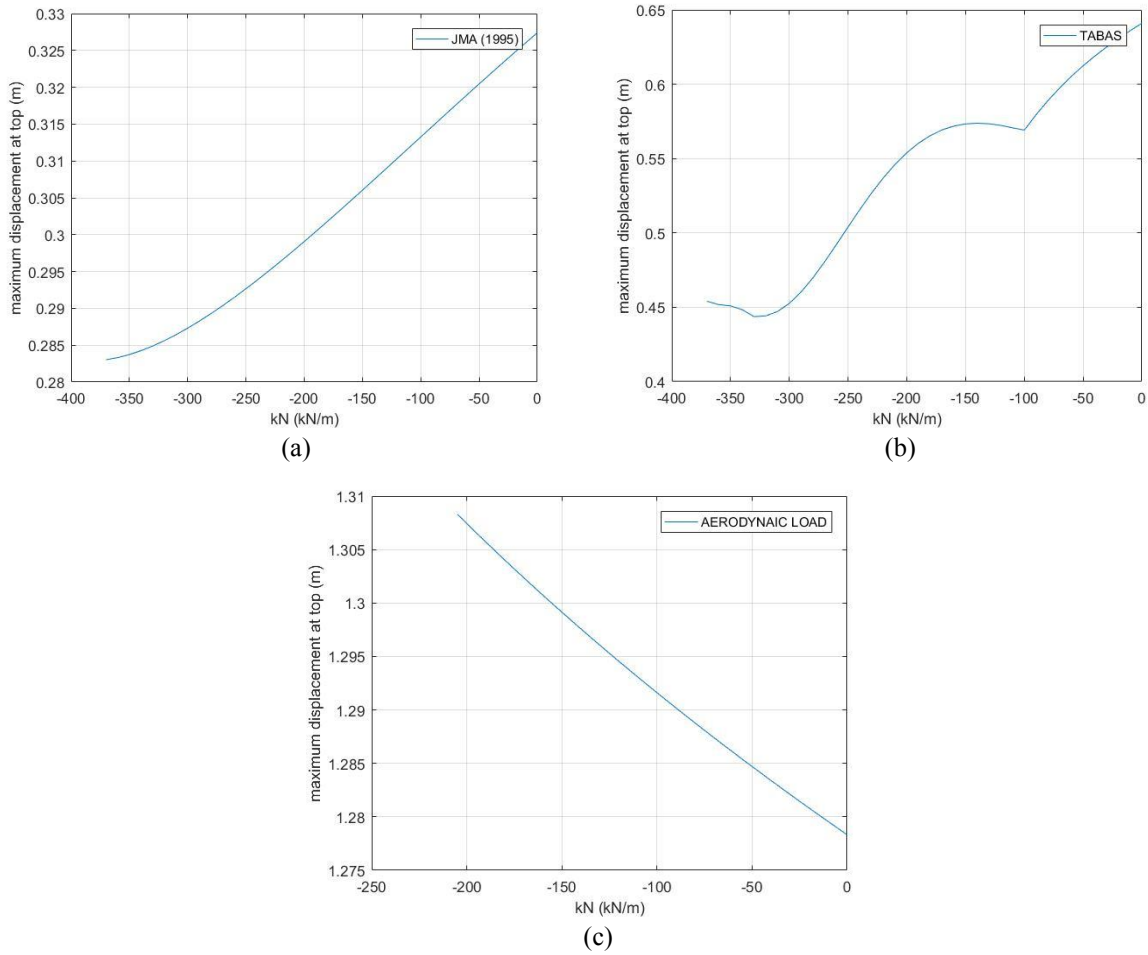 0.33
0.325
0.32
0.315
0.31
0.305
0.3
0.295
0.29
0.285
0.28
maximum displacement at top (m)
JMA (1995)
-400 -350 -300 -250 -200 -150 -100 -50 0
kN (kN/m)
(a)
0.65
0.6
0.55
0.5
0.45
0.4
maximum displacement at top (m)
TABAS
-400 -350 -300 -250 -200 -150 -100 -50 0
kN (kN/m)
(b)
1.31
1.305
1.3
1.295
1.29
1.285
1.28
1.275
maximum displacement at top (m)
AERODYNAIC LOAD
-250 -200 -150 -100 -50 0
kN (kN/m)
(c)